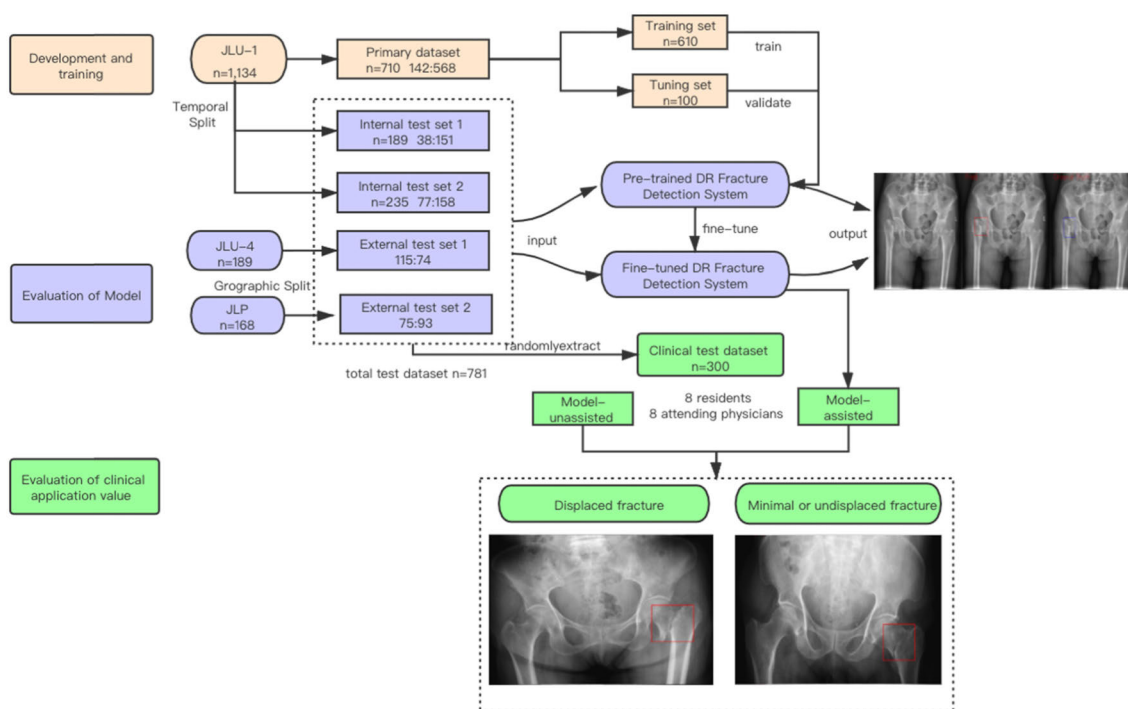 Development and
training
JLU-1
n=1,134
Primary dataset
n=710 142:568
Training set
n=610
train
Tuning set
n=100
validate
Temporal
Split
Internal test set 1
n=189 38:151
Internal test set 2
n=235 77:158
Pre-trained DR Fracture
Detection System
fine-tune
input
output
JLU-4
n=189
External test set 1
115:74
Fine-tuned DR Fracture
Detection System
Evaluation of Model
Grographic Split
JLP
n=168
External test set 2
75:93
randomlyextract
total test dataset n=781
Clinical test dataset
n=300
Model-
unassisted
8 residents
8 attending physicians
Model-
assisted
Evaluation of clinical
application value
Displaced fracture
Minimal or undisplaced fracture